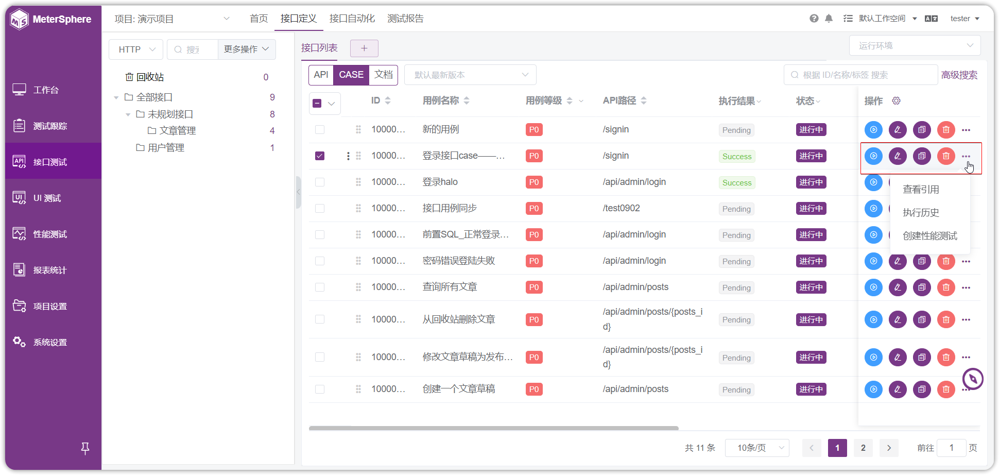 MeterSphere
项目: 演示项目
首页
接口定义
接口自动化
测试报告
默认工作空间
tester
工作台
测试跟踪
接口测试
UI 测试
性能测试
报表统计
项目设置
系统设置
HTTP
更多操作
回收站 0
全部接口 9
未规划接口 8
文章管理 4
用户管理 1
接口列表
+
运行环境
API CASE 文档
默认最新版本
根据 ID/名称/标签 搜索
高级搜索
ID 用例名称 用例等级 API路径 执行结果 状态 操作
10000... 新的用例 P0 /signin Pending 进行中
10000... 登录接口case——... P0 /signin Success 进行中
10000... 登录halo P0 /api/admin/login Success 进行中
10000... 接口用例同步 P0 /test0902 Pending 进行中
10000... 前置SQL_正常登录... P0 /api/admin/login Pending 进行中
10000... 密码错误登陆失败 P0 /api/admin/login Pending 进行中
10000... 查询所有文章 P0 /api/admin/posts Pending 进行中
10000... 从回收站删除文章 P0 /api/admin/posts/{posts_i
d} Pending 进行中
10000... 修改文章草稿为发布... P0 /api/admin/posts/{posts_i
d} Pending 进行中
10000... 创建一个文章草稿 P0 /api/admin/posts Pending 进行中
查看引用
执行历史
创建性能测试
共 11 条 10条/页 1 2 前往 1 页